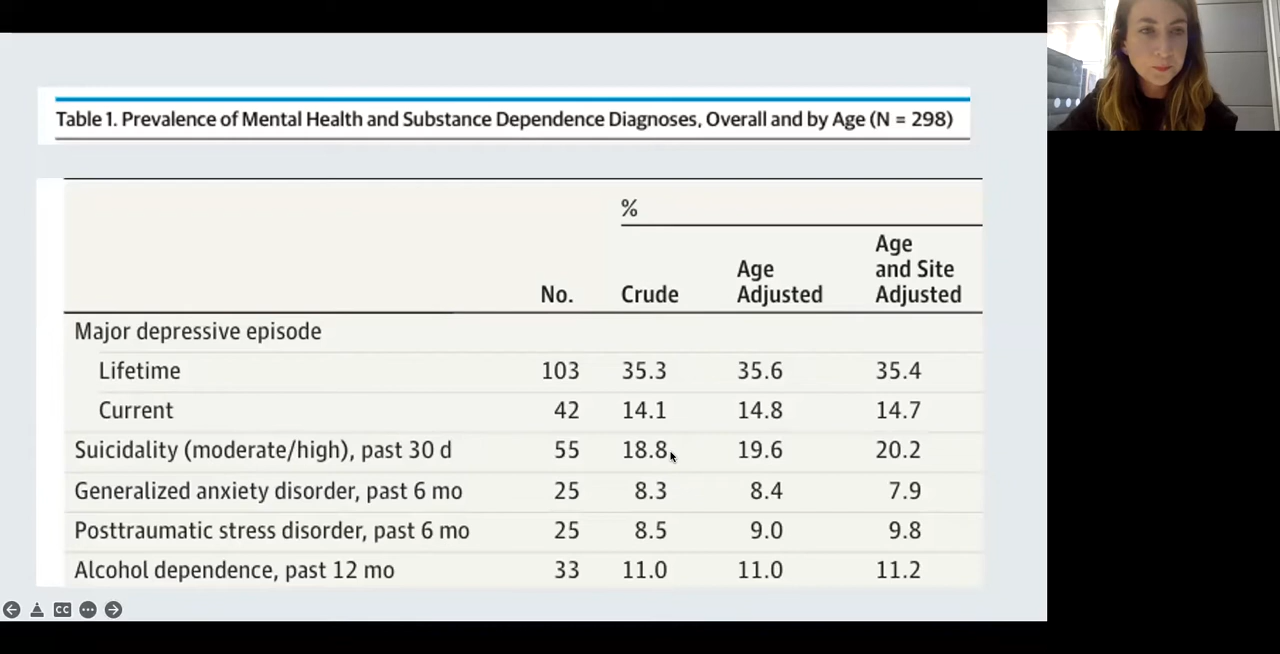 Table 1. Prevalence of Mental Health and Substance Dependence Diagnoses, Overall and by Age (N = 298)
%
No. Crude Age Adjusted Age and Site Adjusted
Major depressive episode
Lifetime 103 35.3 35.6 35.4
Current 42 14.1 14.8 14.7
Suicidality (moderate/high), past 30 d 55 18.8 19.6 20.2
Generalized anxiety disorder, past 6 mo 25 8.3 8.4 7.9
Posttraumatic stress disorder, past 6 mo 25 8.5 9.0 9.8
Alcohol dependence, past 12 mo 33 11.0 11.0 11.2
CC